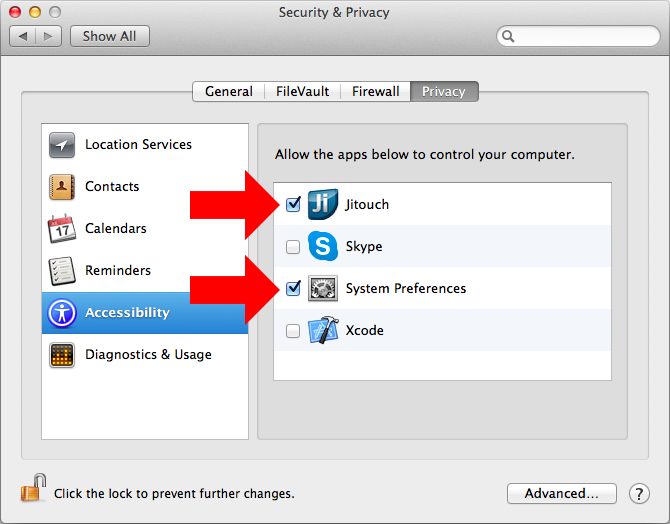 Security & Privacy
Show All
General FileVault Firewall Privacy
Location Services
Contacts
17
Calendars
Reminders
Accessibility
Diagnostics & Usage
Allow the apps below to control your computer.
Ji Jitouch
S Skype
System Preferences
Xcode
Click the lock to prevent further changes.
Advanced... ?